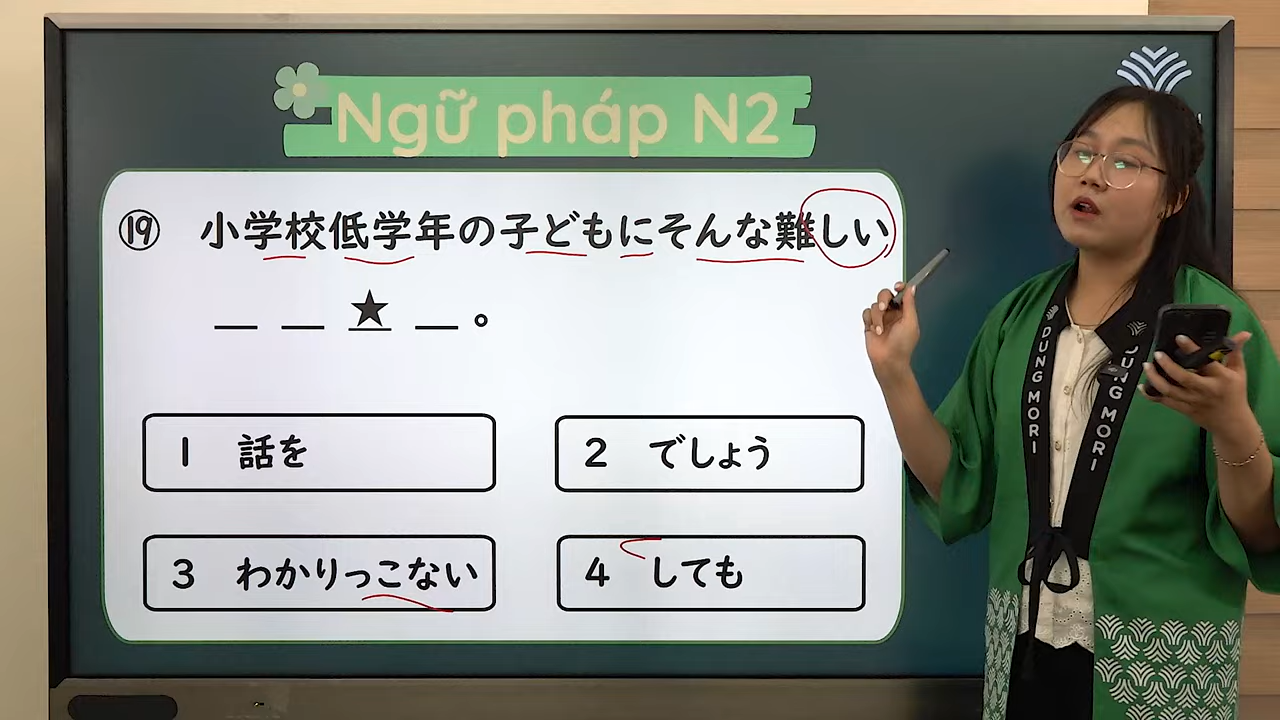 Ngữ pháp N2
⑲ 小学校低学年の子どもにそんな難しい
＿ ＿ ★ ＿ 。
1 話を
2 でしょう
3 わかりっこない
4 しても
DUNG MORI
DUNG MORI